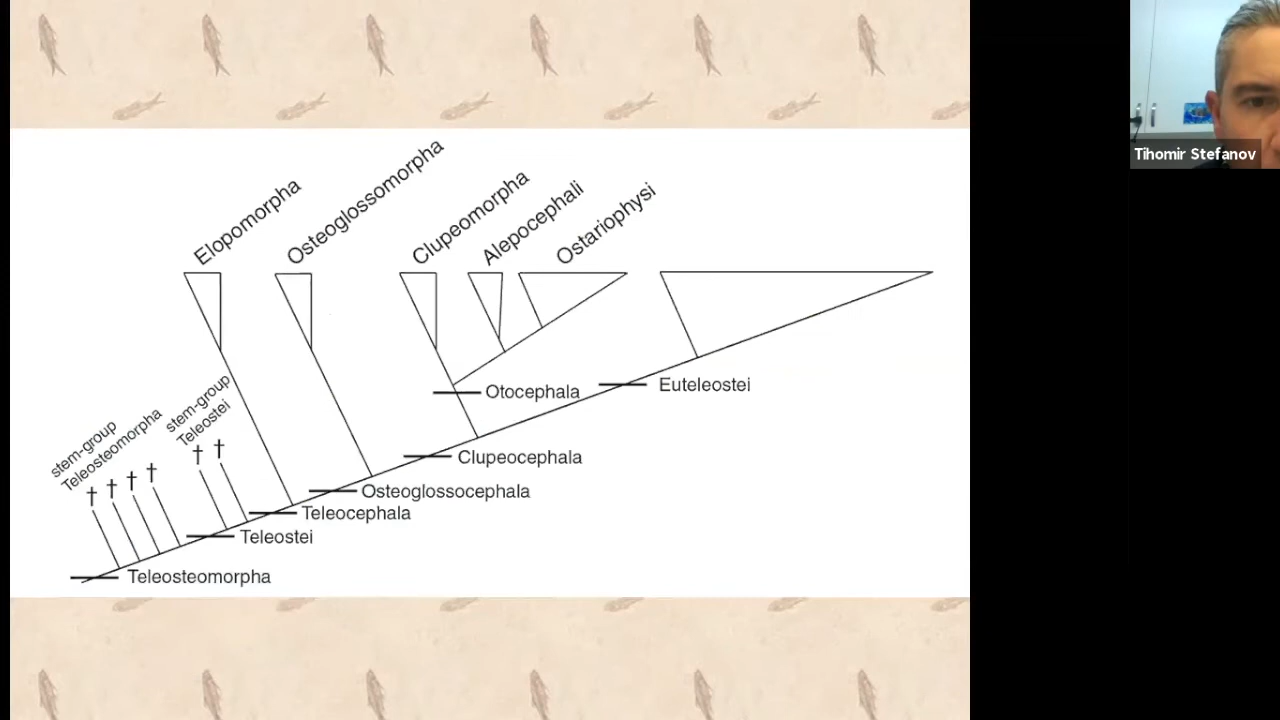 Elopomorpha
Osteoglossomorpha
Clupeomorpha
Alepocephali
Ostariophysi
Tihomir Stefanov
stem-group
Teleosteomorpha
stem-group
Teleostei
† † † †
† †
Otocephala
Euteleostei
Clupeocephala
Osteoglossocephala
Teleocephala
Teleostei
Teleosteomorpha